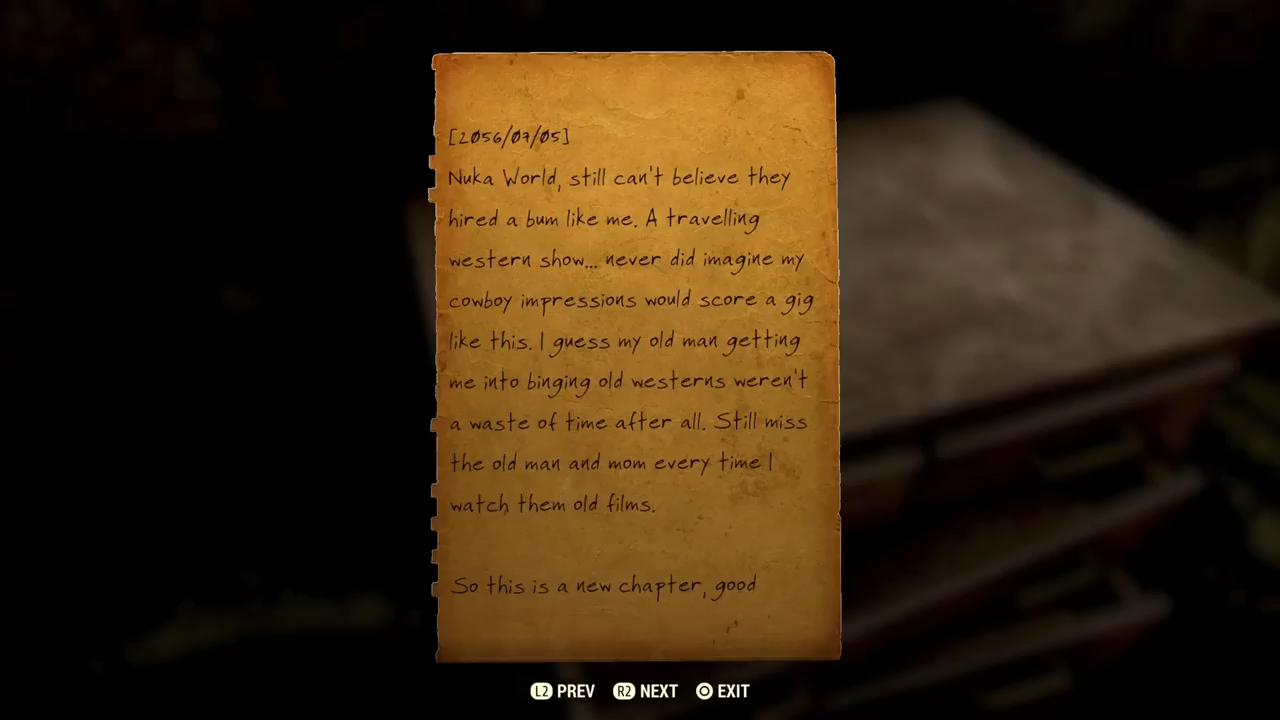 [2056/07/05]
Nuka World, still can't believe they
hired a bum like me. A travelling
western show... never did imagine my
cowboy impressions would score a gig
like this. I guess my old man getting
me into binging old westerns weren't
a waste of time after all. Still miss
the old man and mom every time I
watch them old films.
So this is a new chapter, good
L2 PREV R2 NEXT EXIT